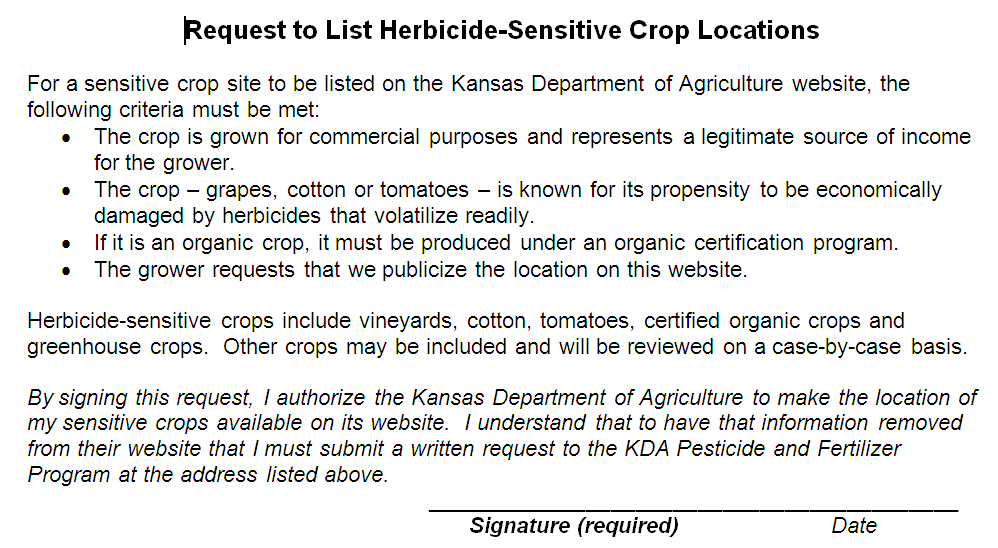 Request to List Herbicide-Sensitive Crop Locations
For a sensitive crop site to be listed on the Kansas Department of Agriculture website, the
following criteria must be met:
• The crop is grown for commercial purposes and represents a legitimate source of income
for the grower.
• The crop – grapes, cotton or tomatoes – is known for its propensity to be economically
damaged by herbicides that volatilize readily.
• If it is an organic crop, it must be produced under an organic certification program.
• The grower requests that we publicize the location on this website.
Herbicide-sensitive crops include vineyards, cotton, tomatoes, certified organic crops and
greenhouse crops.  Other crops may be included and will be reviewed on a case-by-case basis.
By signing this request, I authorize the Kansas Department of Agriculture to make the location of
my sensitive crops available on its website.  I understand that to have that information removed
from their website that I must submit a written request to the KDA Pesticide and Fertilizer
Program at the address listed above.
Signature (required) Date